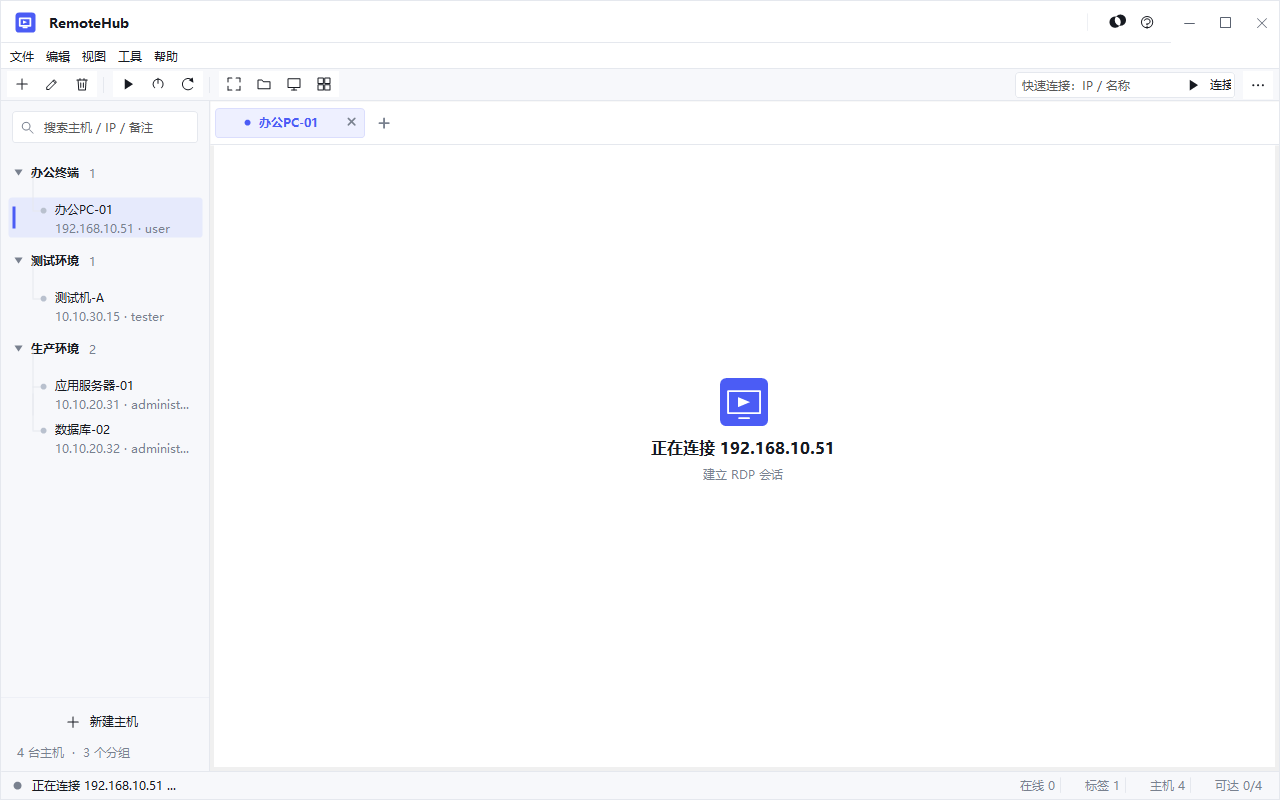 RemoteHub
文件 编辑 视图 工具 帮助
快速连接: IP / 名称 连接
搜索主机 / IP / 备注
办公PC-01
办公终端 1
办公PC-01
192.168.10.51 · user
测试环境 1
测试机-A
10.10.30.15 · tester
生产环境 2
应用服务器-01
10.10.20.31 · administ...
数据库-02
10.10.20.32 · administ...
正在连接 192.168.10.51
建立 RDP 会话
新建主机
4 台主机 · 3 个分组
正在连接 192.168.10.51 ...
在线 0 标签 1 主机 4 可达 0/4